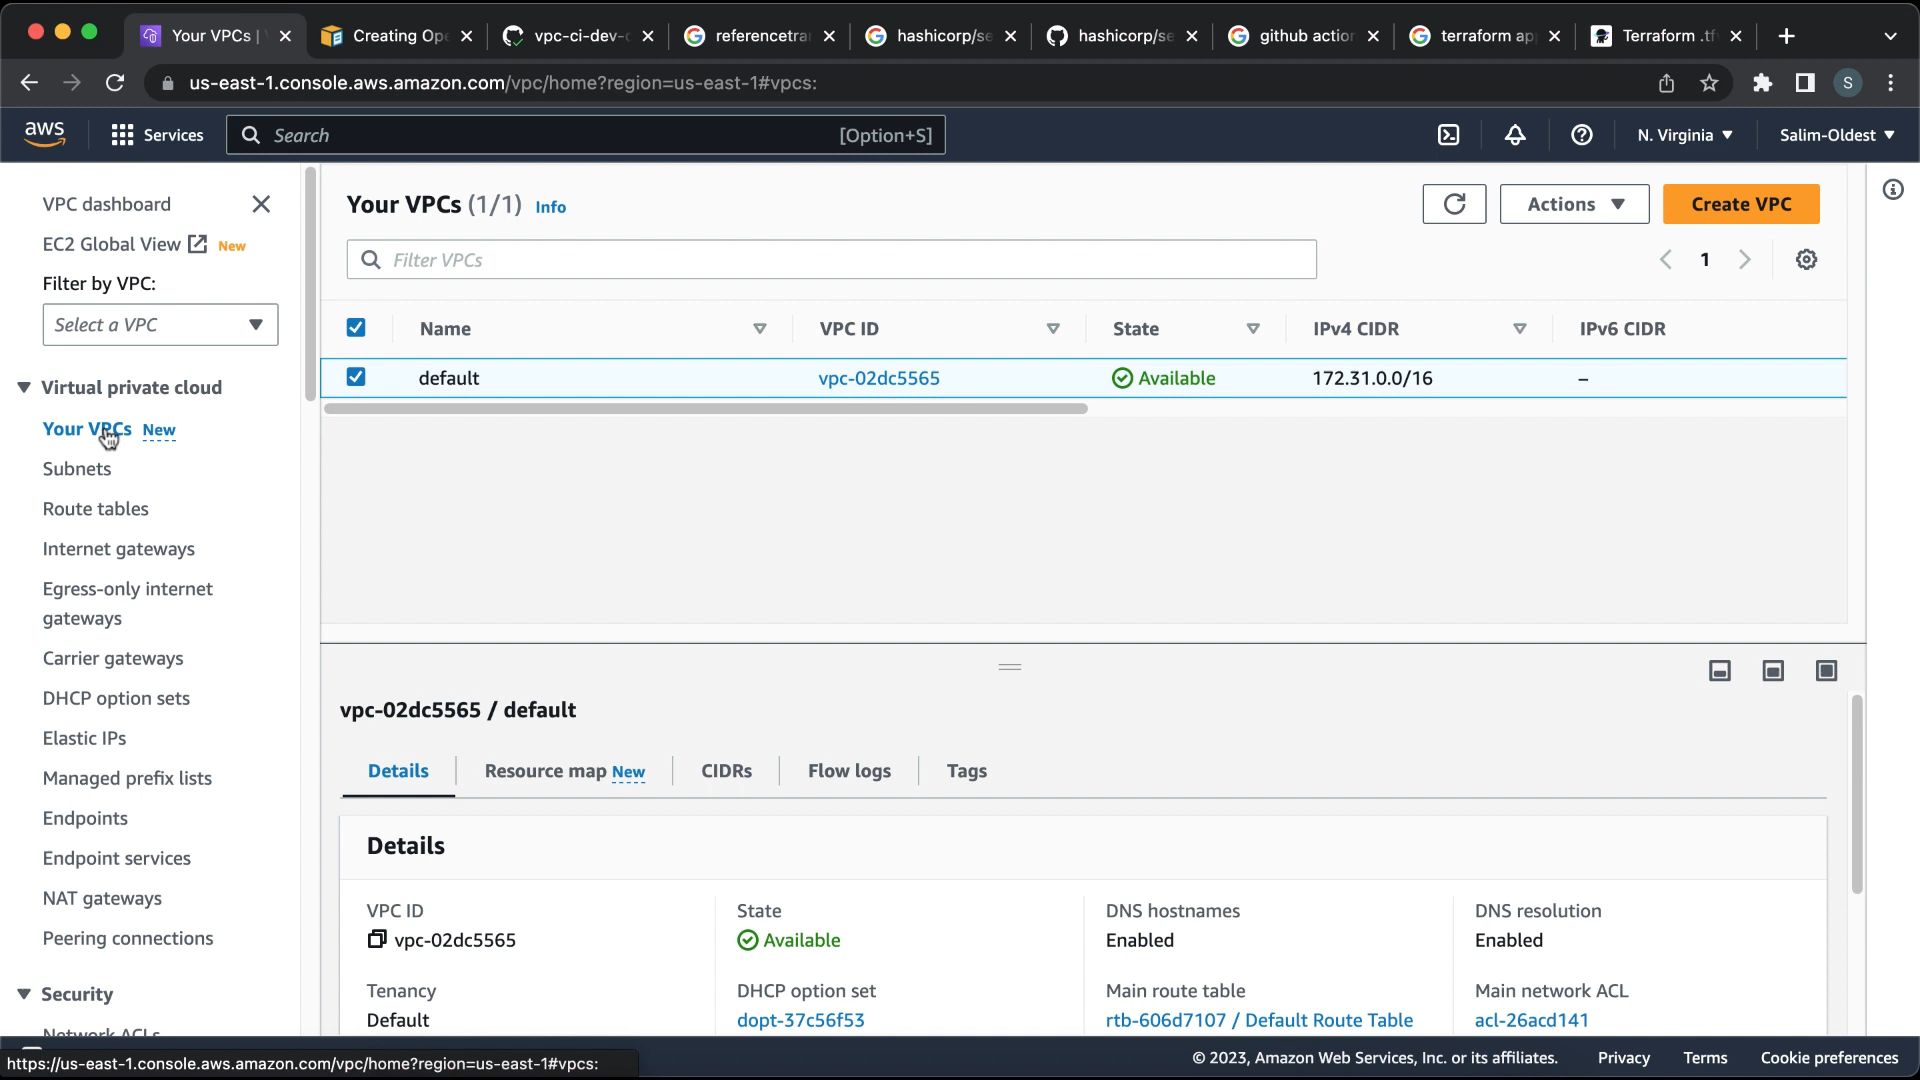 Your VPCs |
Creating Ope
vpc-ci-dev-c
referencetran
hashicorp/se
hashicorp/se
github action
terraform app
Terraform .tf
us-east-1.console.aws.amazon.com/vpc/home?region=us-east-1#vpcs:
S
aws
Services
Search
[Option+S]
N. Virginia
Salim-Oldest
VPC dashboard
EC2 Global View New
Filter by VPC:
Select a VPC
Virtual private cloud
Your VPCs New
Subnets
Route tables
Internet gateways
Egress-only internet
gateways
Carrier gateways
DHCP option sets
Elastic IPs
Managed prefix lists
Endpoints
Endpoint services
NAT gateways
Peering connections
Security
Network ACLs
Your VPCs (1/1) Info
Actions
Create VPC
Filter VPCs
1
Name
VPC ID
State
IPv4 CIDR
IPv6 CIDR
default
vpc-02dc5565
Available
172.31.0.0/16
–
vpc-02dc5565 / default
Details
Resource map New
CIDRs
Flow logs
Tags
Details
VPC ID
vpc-02dc5565
State
Available
DNS hostnames
Enabled
DNS resolution
Enabled
Tenancy
Default
DHCP option set
dopt-37c56f53
Main route table
rtb-606d7107 / Default Route Table
Main network ACL
acl-26acd141
https://us-east-1.console.aws.amazon.com/vpc/home?region=us-east-1#vpcs:
© 2023, Amazon Web Services, Inc. or its affiliates.
Privacy
Terms
Cookie preferences